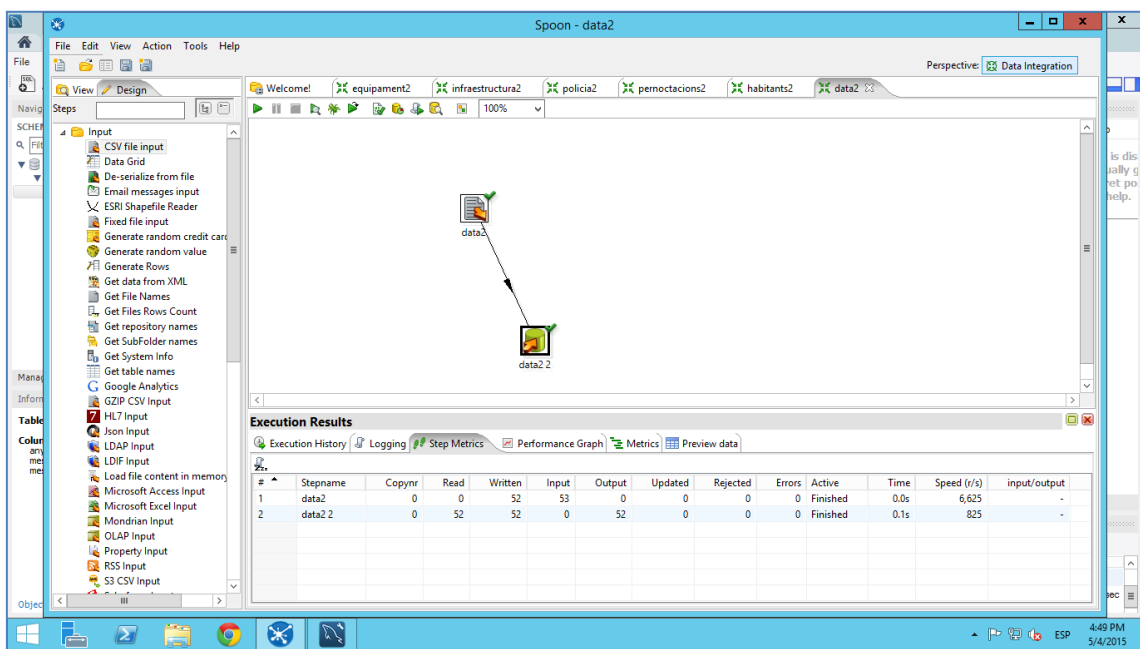 Spoon - data2
X
File
File Edit View Action Tools Help
Perspective: Data Integration
SQL
View Design
Welcome! equipament2 infraestructura2 policia2 pernoctacions2 habitants2 data2
Navig
Steps
100%
SCHE
Input
CSV file input
Data Grid
De-serialize from file
Email messages input
ESRI Shapefile Reader
Fixed file input
Generate random credit card
Generate random value
Generate Rows
Get data from XML
Get File Names
Get Files Rows Count
Get repository names
Get SubFolder names
Get System Info
Get table names
Google Analytics
GZIP CSV Input
HL7 Input
Json Input
LDAP Input
LDIF Input
Load file content in memory
Microsoft Access Input
Microsoft Excel Input
Mondrian Input
OLAP Input
Property Input
RSS Input
S3 CSV Input
data2
data2 2
is dis
ually g
ret po
help.
Manag
Inform
Table
Colum
any
me
me
Objec
Execution Results
Execution History Logging Step Metrics Performance Graph Metrics Preview data
# Stepname Copynr Read Written Input Output Updated Rejected Errors Active Time Speed (r/s) input/output
1 data2 0 0 52 53 0 0 0 0 Finished 0.0s 6,625 -
2 data2 2 0 52 52 0 52 0 0 0 Finished 0.1s 825 -
sec
ESP
4:49 PM
5/4/2015